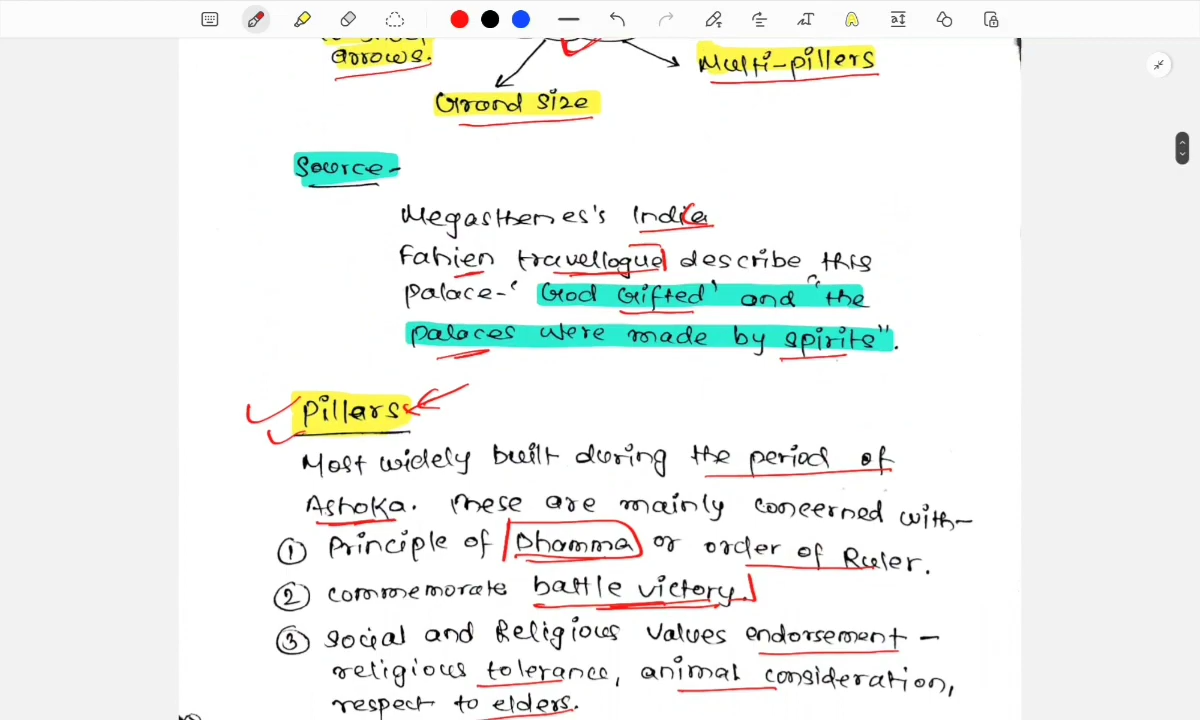 arrows.
Multi-pillers
Grand Size
Source-
Megasthenes's Indica
Fahien travellogue describe this
palace-' God Gifted' and "the
palaces were made by spirits".
Pillars
Most widely built during the period of
Ashoka. These are mainly concerned with-
① Principle of Dhamma or order of Ruler.
② commemorate battle victory.
③ Social and Religious values endorsement -
religious tolerance, animal consideration,
respect to elders.